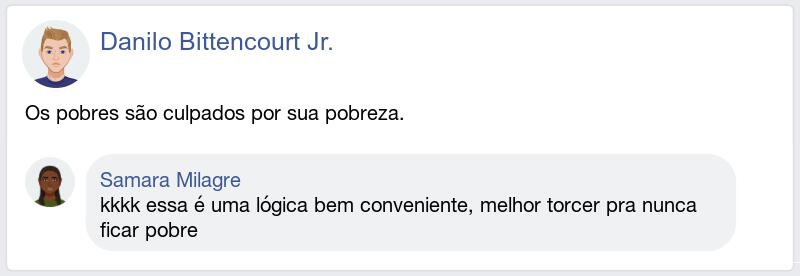 Danilo Bittencourt Jr.
Os pobres são culpados por sua pobreza.
Samara Milagre
kkkk essa é uma lógica bem conveniente, melhor torcer pra nunca
ficar pobre